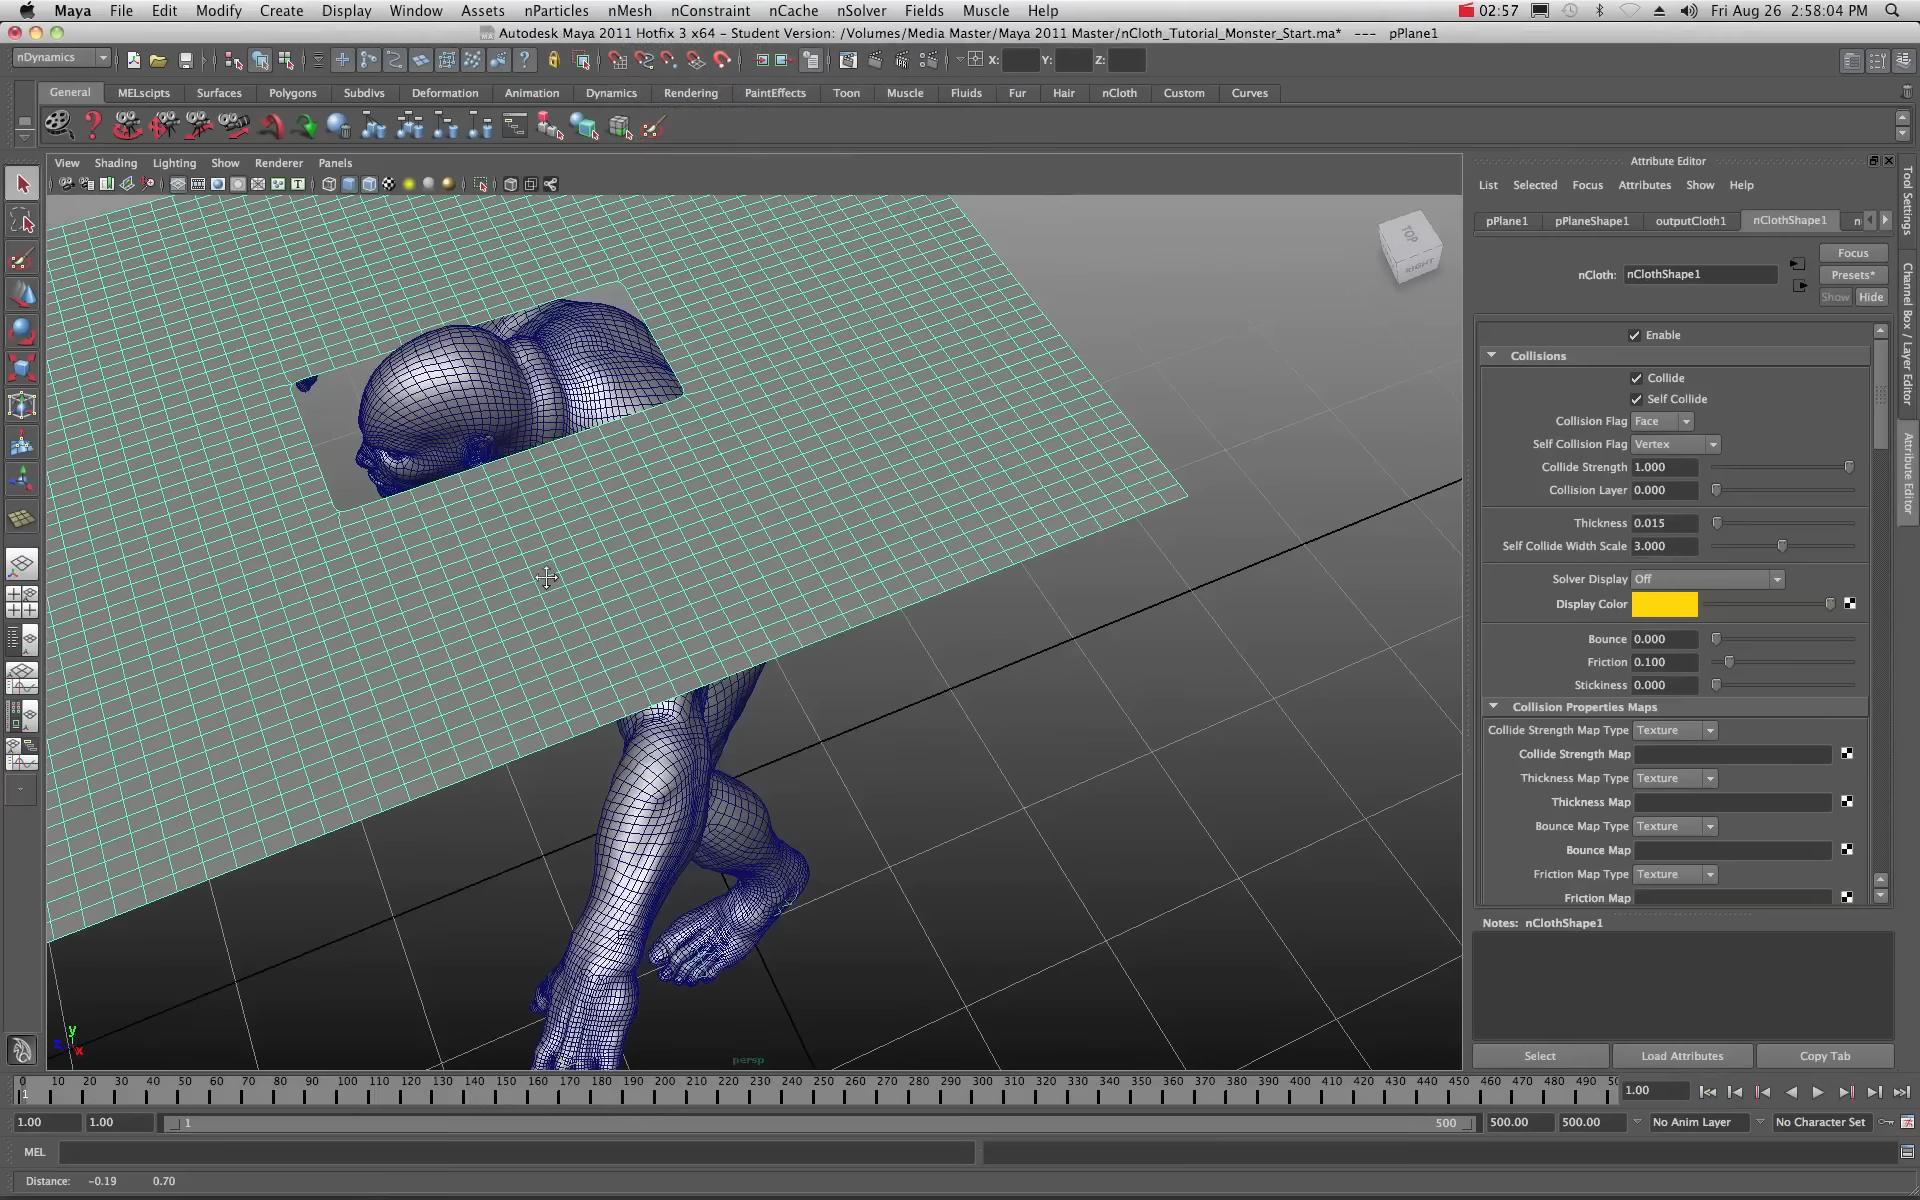 Maya File Edit Modify Create Display Window Assets nParticles nMesh nConstraint nCache nSolver Fields Muscle Help 02:57 Fri Aug 26 2:58:04 PM
Autodesk Maya 2011 Hotfix 3 x64 - Student Version: /Volumes/Media Master/Maya 2011 Master/nCloth_Tutorial_Monster_Start.ma* --- pPlane1
nDynamics X: Y: Z:
General MELscipts Surfaces Polygons Subdivs Deformation Animation Dynamics Rendering PaintEffects Toon Muscle Fluids Fur Hair nCloth Custom Curves
View Shading Lighting Show Renderer Panels
TOP
RIGHT
persp
y
z x
Attribute Editor
List Selected Focus Attributes Show Help
pPlane1 pPlaneShape1 outputCloth1 nClothShape1 n
Focus
nCloth: nClothShape1 Presets*
Show Hide
Enable
Collisions
Collide
Self Collide
Collision Flag Face
Self Collision Flag Vertex
Collide Strength 1.000
Collision Layer 0.000
Thickness 0.015
Self Collide Width Scale 3.000
Solver Display Off
Display Color
Bounce 0.000
Friction 0.100
Stickiness 0.000
Collision Properties Maps
Collide Strength Map Type Texture
Collide Strength Map
Thickness Map Type Texture
Thickness Map
Bounce Map Type Texture
Bounce Map
Friction Map Type Texture
Friction Map
Notes: nClothShape1
Select Load Attributes Copy Tab
Tool Settings
Channel Box / Layer Editor
Attribute Editor
0 10 20 30 40 50 60 70 80 90 100 110 120 130 140 150 160 170 180 190 200 210 220 230 240 250 260 270 280 290 300 310 320 330 340 350 360 370 380 390 400 410 420 430 440 450 460 470 480 490 50
1 1.00
1.00 1.00 1 500 500.00 500.00 No Anim Layer No Character Set
MEL
Distance: -0.19 0.70